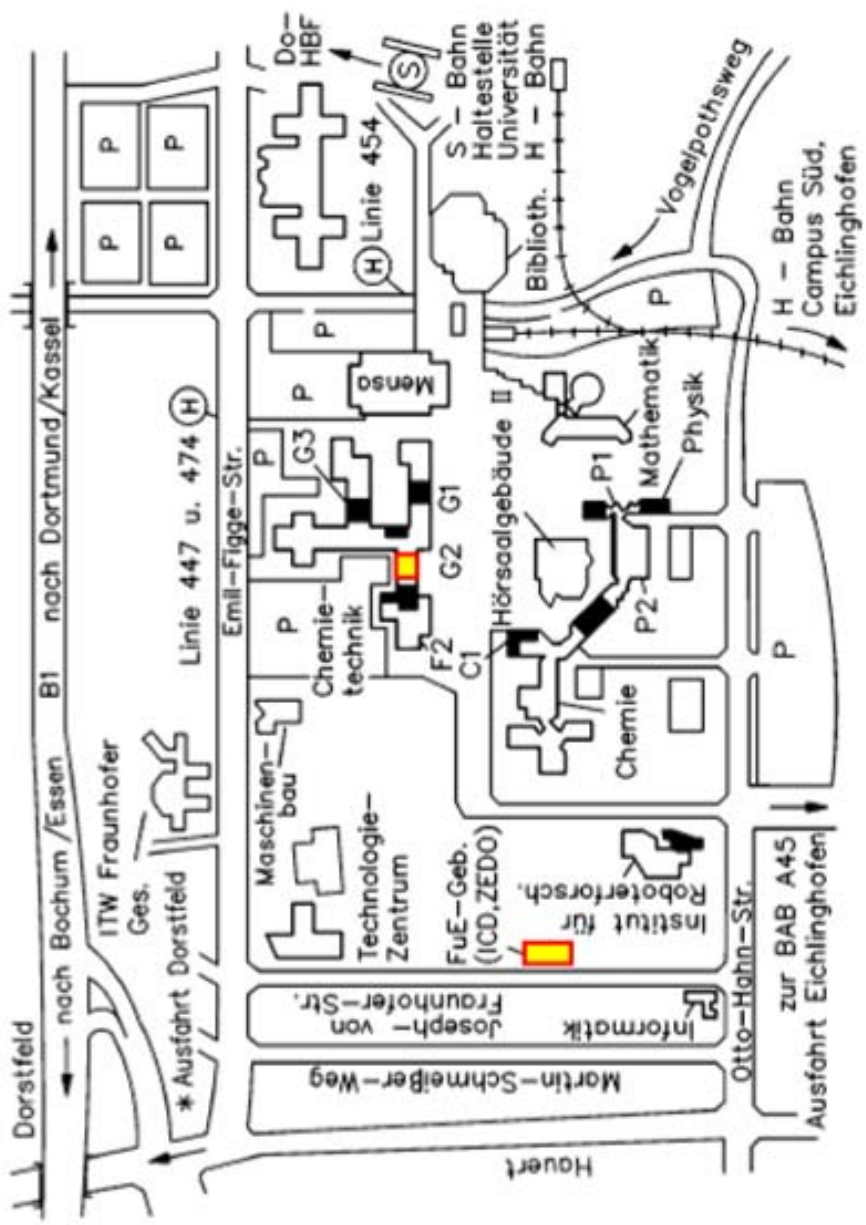 Dorstfeld
nach Bochum/Essen
B1
nach Dortmund/Kassel
* Ausfahrt Dorstfeld
ITW Fraunhofer
Ges.
Linie 447 u. 474
H
P
P
P
P
Emil-Figge-Str.
Do-
HBF
S
S - Bahn
Haltestelle
Universität
H - Bahn
H
Linie 454
Maschinen-
bau
Technologie-
Zentrum
Chemie-
technik
P
P
P
P
G3
G1
G2
F2
Mensa
Biblioth.
Vogelpothsweg
FuE-Geb.
(ICD,ZEDO)
C1
Hörsaalgebäude II
P1
P2
Mathematik
Physik
Chemie
P
P
H - Bahn
Campus Süd,
Eichlinghofen
Institut für
Roboterforsch.
Joseph- von
Fraunhofer-Str.
Informatik
Martin-Schmeißer-Weg
Hauert
Otto-Hahn-Str.
zur BAB A45
Ausfahrt Eichlinghofen